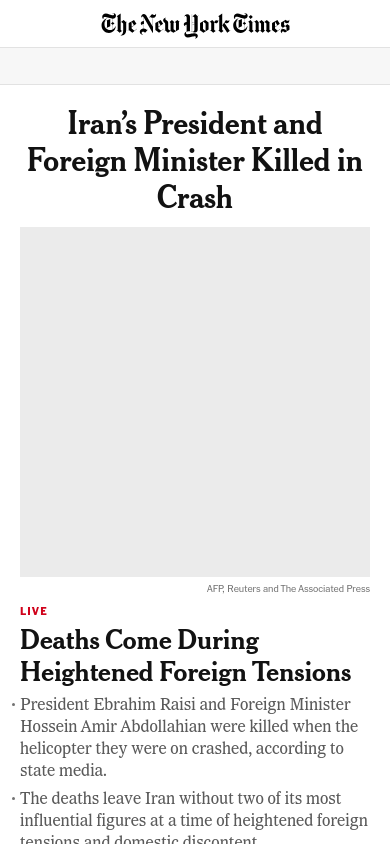 The New York Times
Iran’s President and
Foreign Minister Killed in
Crash
AFP, Reuters and The Associated Press
LIVE
Deaths Come During
Heightened Foreign Tensions
• President Ebrahim Raisi and Foreign Minister
Hossein Amir Abdollahian were killed when the
helicopter they were on crashed, according to
state media.
• The deaths leave Iran without two of its most
influential figures at a time of heightened foreign
tensions and domestic discontent.